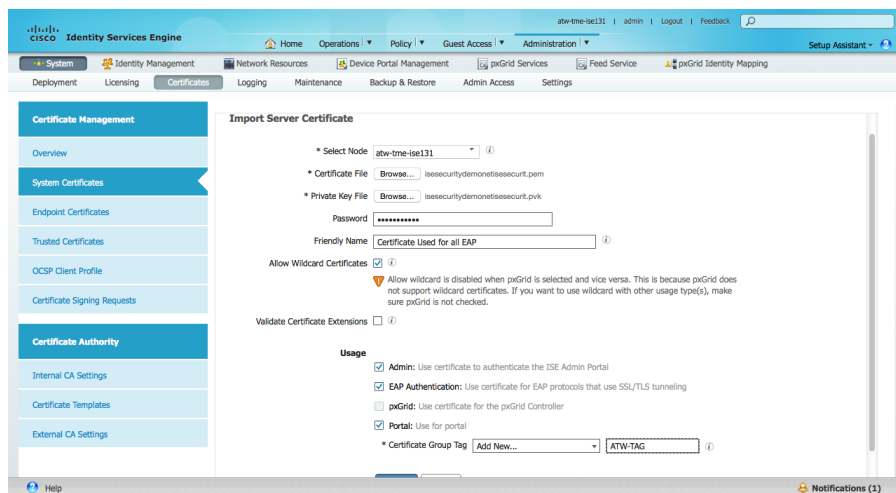 atw-tme-ise131 | admin | Logout | Feedback
CISCO Identity Services Engine
Home Operations Policy Guest Access Administration
Setup Assistant
System Identity Management Network Resources Device Portal Management pxGrid Services Feed Service pxGrid Identity Mapping
Deployment Licensing Certificates Logging Maintenance Backup & Restore Admin Access Settings
Certificate Management
Overview
System Certificates
Endpoint Certificates
Trusted Certificates
OCSP Client Profile
Certificate Signing Requests
Certificate Authority
Internal CA Settings
Certificate Templates
External CA Settings
Import Server Certificate
* Select Node atw-tme-ise131
* Certificate File Browse... isesecuritydemonetisesecurit.pem
* Private Key File Browse... isesecuritydemonetisesecurit.pvk
Password •••••••••••
Friendly Name Certificate Used for all EAP
Allow Wildcard Certificates
Allow wildcard is disabled when pxGrid is selected and vice versa. This is because pxGrid does
not support wildcard certificates. If you want to use wildcard with other usage type(s), make
sure pxGrid is not checked.
Validate Certificate Extensions
Usage
Admin: Use certificate to authenticate the ISE Admin Portal
EAP Authentication: Use certificate for EAP protocols that use SSL/TLS tunneling
pxGrid: Use certificate for the pxGrid Controller
Portal: Use for portal
* Certificate Group Tag Add New... ATW-TAG
Help
Notifications (1)